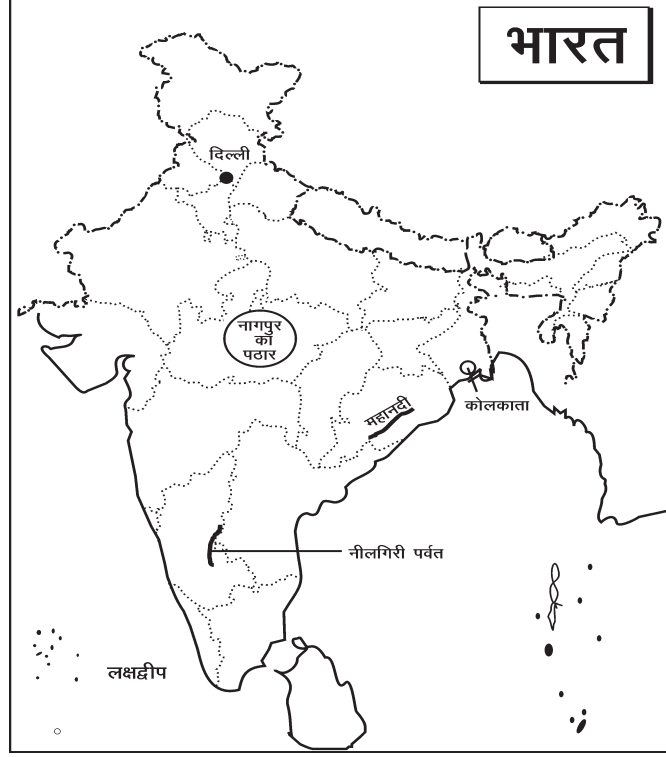 भारत
दिल्ली
नागपुर
का
पठार
महानदी
कोलकाता
नीलगिरी पर्वत
लक्षद्वीप